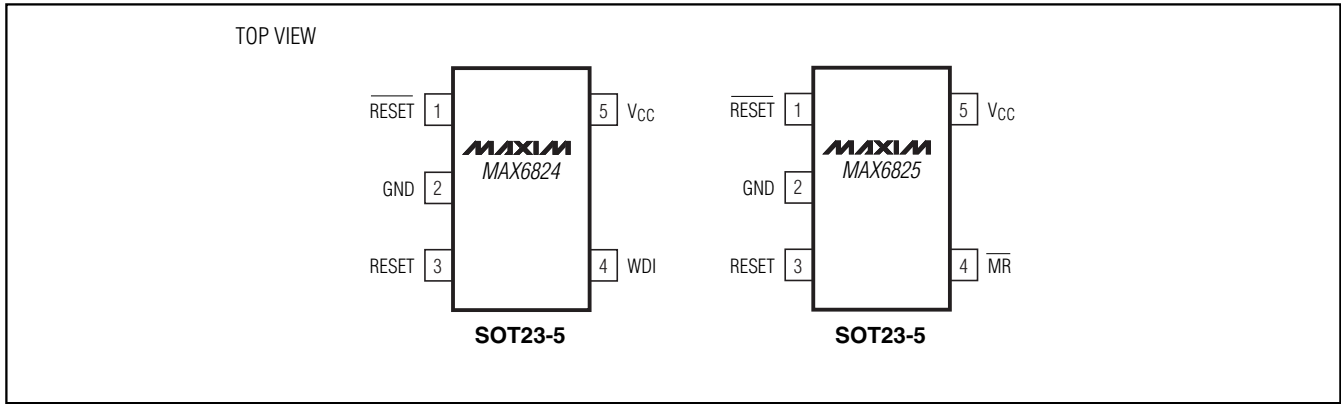 TOP VIEW
RESET 1
5 VCC
MAXIM
MAX6824
GND 2
RESET 3
4 WDI
SOT23-5
RESET 1
5 VCC
MAXIM
MAX6825
GND 2
RESET 3
4 MR
SOT23-5